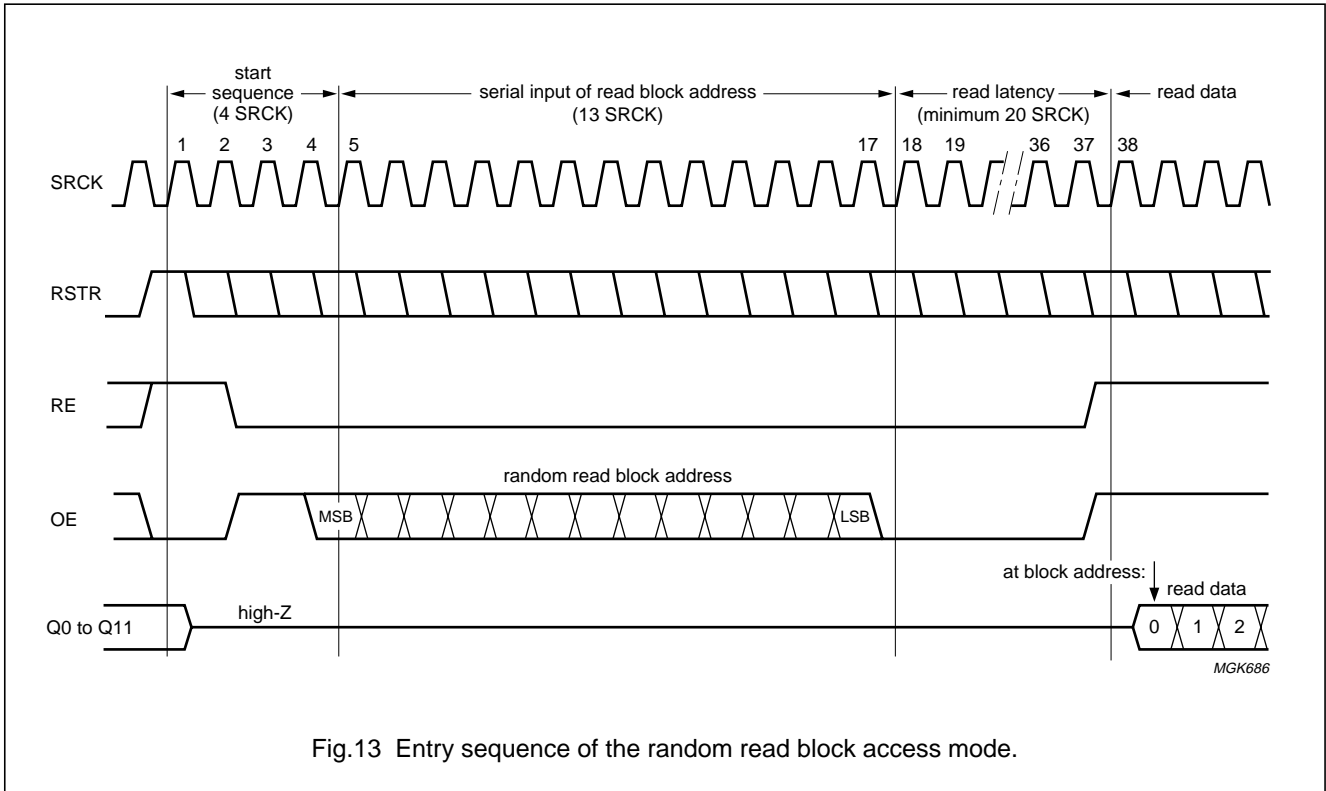 start
sequence
(4 SRCK)
serial input of read block address
(13 SRCK)
read latency
(minimum 20 SRCK)
read data
1 2 3 4 5 17 18 19 36 37 38
SRCK
RSTR
RE
random read block address
OE
MSB
LSB
at block address:
read data
Q0 to Q11
high-Z
0 1 2
MGK686
Fig.13 Entry sequence of the random read block access mode.